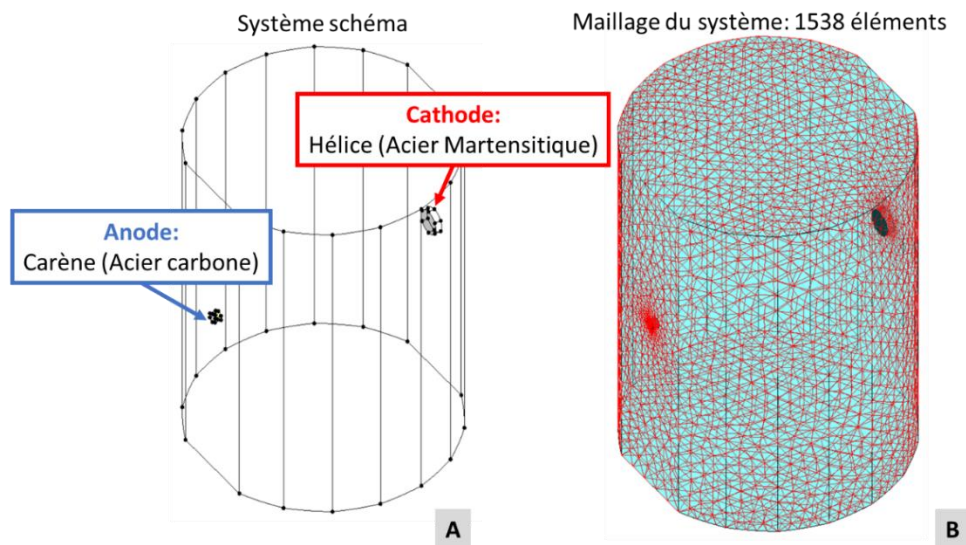 Système schéma
Maillage du système: 1538 éléments
Cathode:
Hélice (Acier Martensitique)
Anode:
Carène (Acier carbone)
A
B